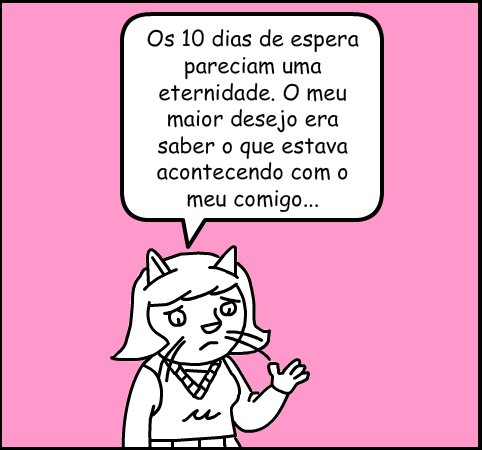 Os 10 dias de espera
pareciam uma
eternidade. O meu
maior desejo era
saber o que estava
acontecendo com o
meu comigo...